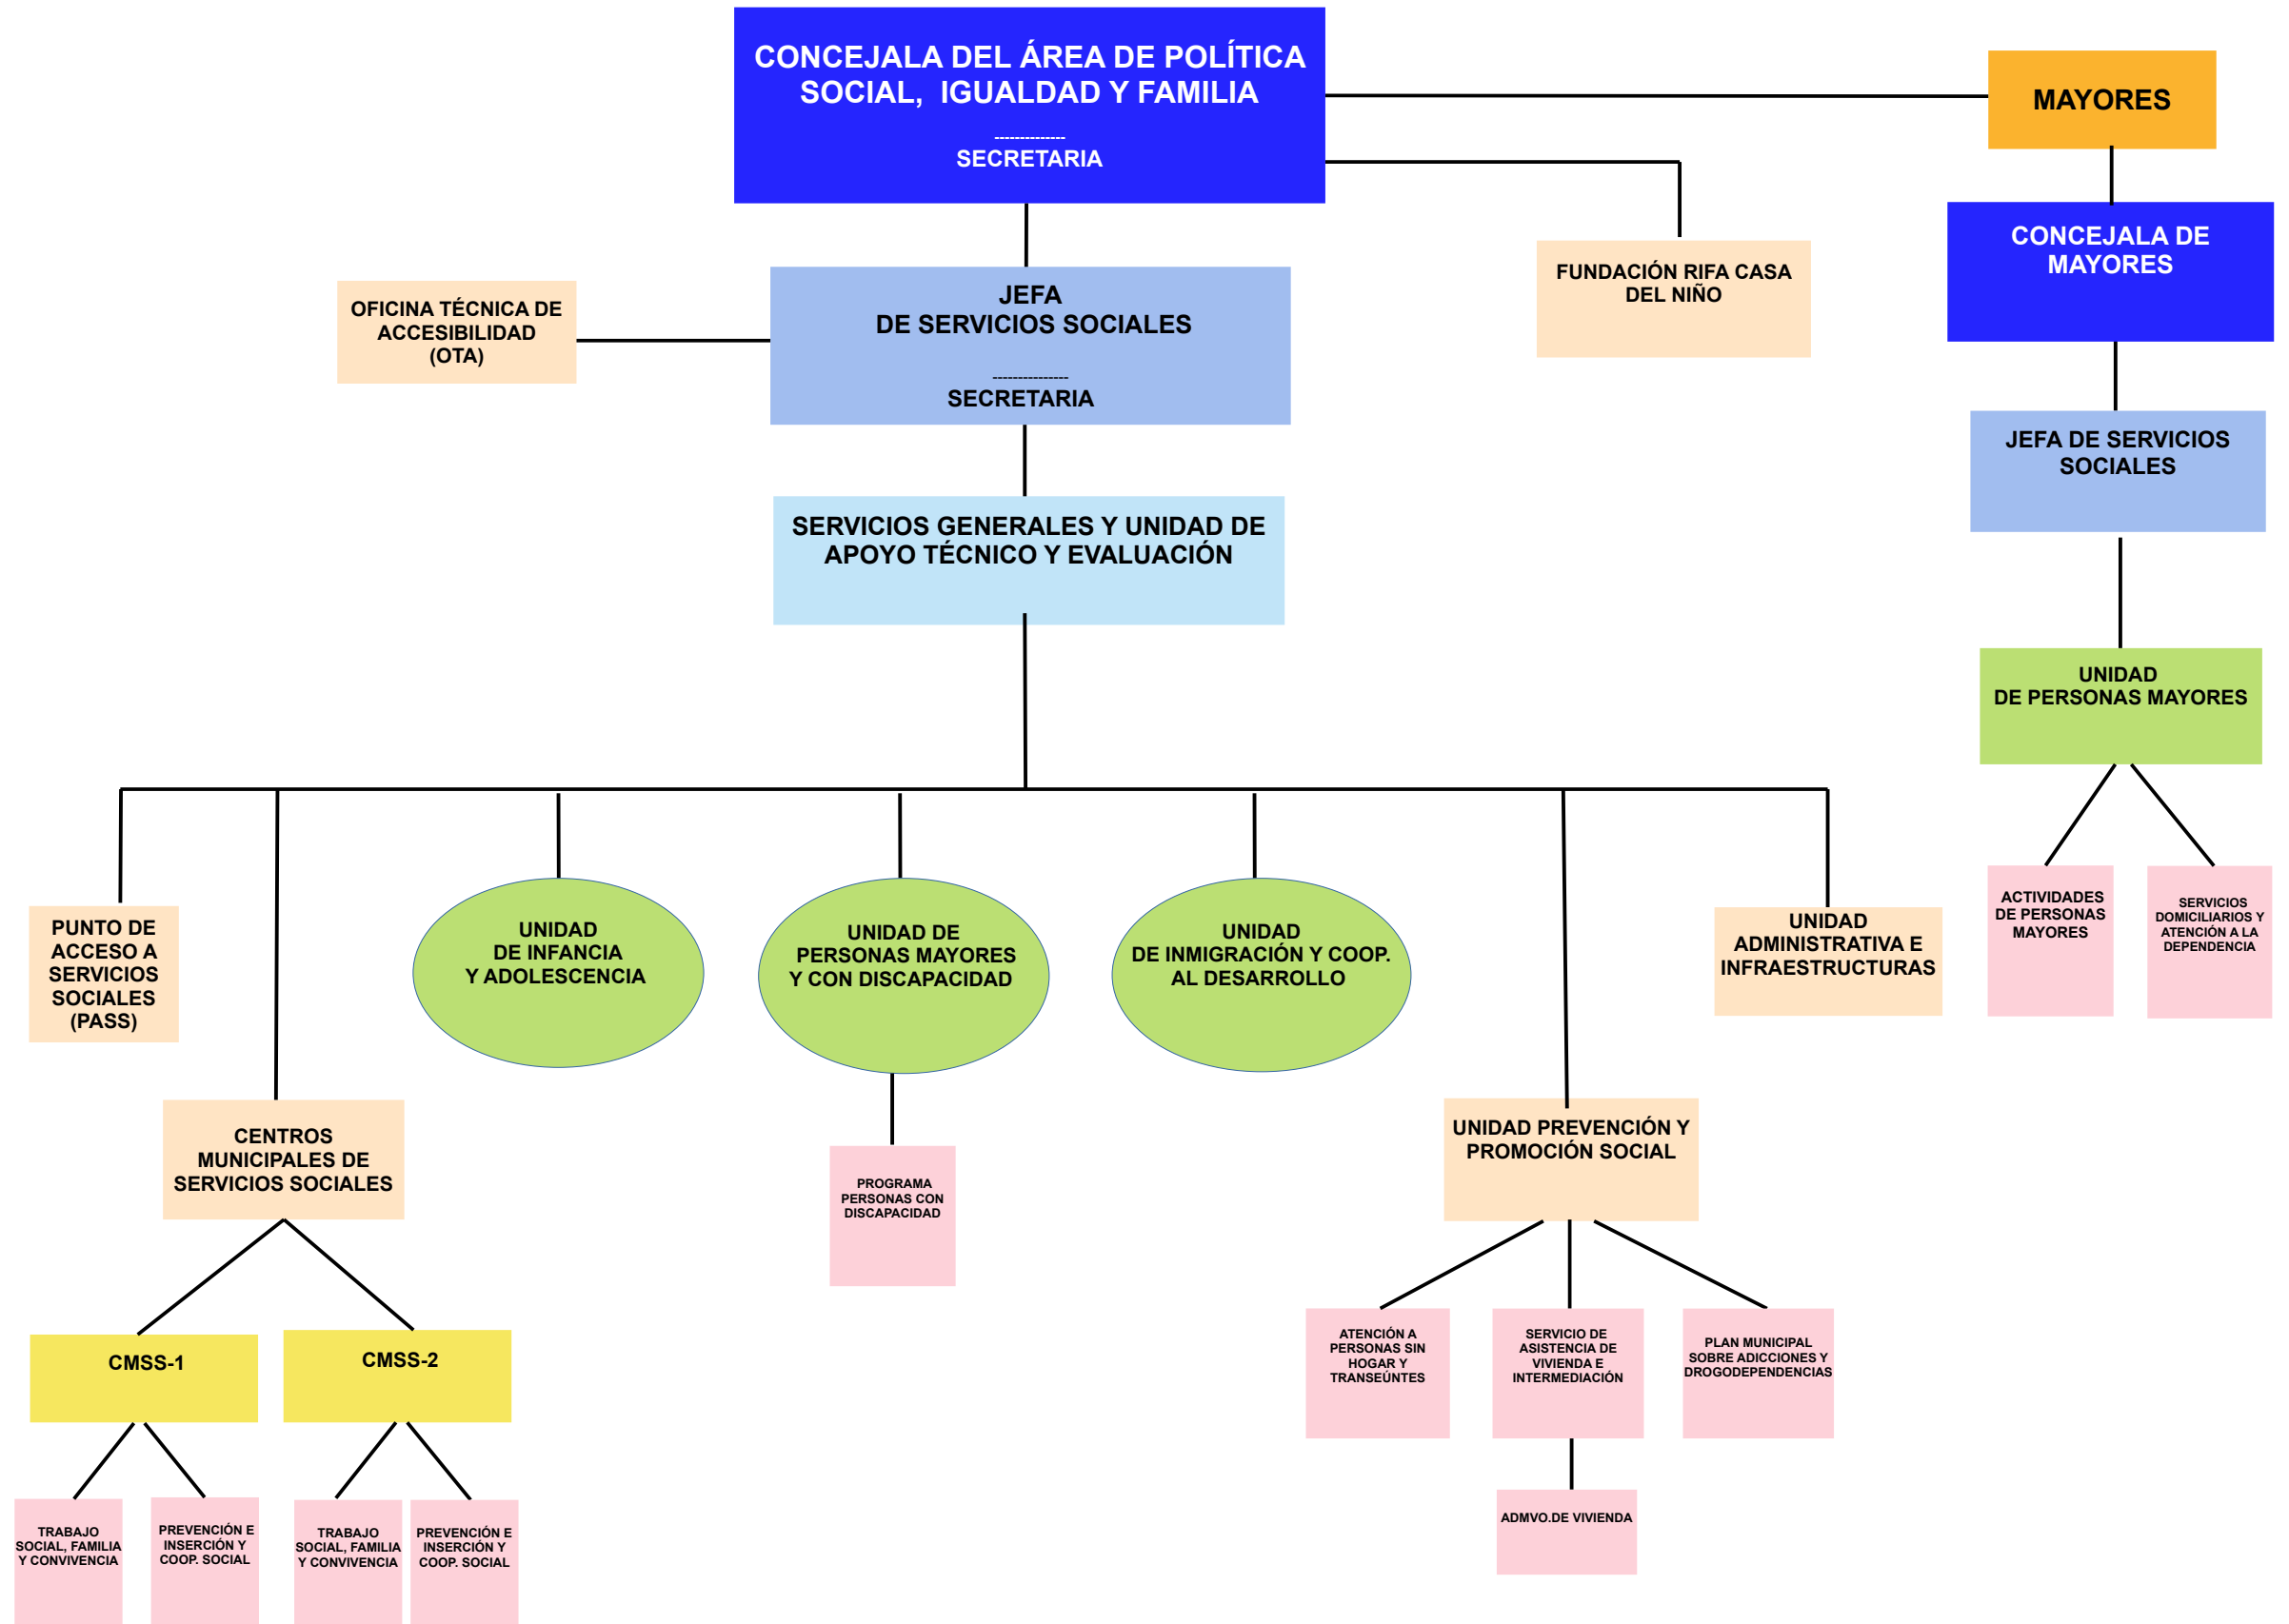 CONCEJALA DEL ÁREA DE POLÍTICA
SOCIAL, IGUALDAD Y FAMILIA
--------------
SECRETARIA
MAYORES
CONCEJALA DE
MAYORES
FUNDACIÓN RIFA CASA
DEL NIÑO
OFICINA TÉCNICA DE
ACCESIBILIDAD
(OTA)
JEFA
DE SERVICIOS SOCIALES
---------------
SECRETARIA
JEFA DE SERVICIOS
SOCIALES
SERVICIOS GENERALES Y UNIDAD DE
APOYO TÉCNICO Y EVALUACIÓN
UNIDAD
DE PERSONAS MAYORES
PUNTO DE
ACCESO A
SERVICIOS
SOCIALES
(PASS)
UNIDAD
DE INFANCIA
Y ADOLESCENCIA
UNIDAD DE
PERSONAS MAYORES
Y CON DISCAPACIDAD
UNIDAD
DE INMIGRACIÓN Y COOP.
AL DESARROLLO
UNIDAD
ADMINISTRATIVA E
INFRAESTRUCTURAS
ACTIVIDADES
DE PERSONAS
MAYORES
SERVICIOS
DOMICILIARIOS Y
ATENCIÓN A LA
DEPENDENCIA
CENTROS
MUNICIPALES DE
SERVICIOS SOCIALES
PROGRAMA
PERSONAS CON
DISCAPACIDAD
UNIDAD PREVENCIÓN Y
PROMOCIÓN SOCIAL
CMSS-1
CMSS-2
ATENCIÓN A
PERSONAS SIN
HOGAR Y
TRANSEÚNTES
SERVICIO DE
ASISTENCIA DE
VIVIENDA E
INTERMEDIACIÓN
PLAN MUNICIPAL
SOBRE ADICCIONES Y
DROGODEPENDENCIAS
TRABAJO
SOCIAL, FAMILIA
Y CONVIVENCIA
PREVENCIÓN E
INSERCIÓN Y
COOP. SOCIAL
TRABAJO
SOCIAL, FAMILIA
Y CONVIVENCIA
PREVENCIÓN E
INSERCIÓN Y
COOP. SOCIAL
ADMVO.DE VIVIENDA